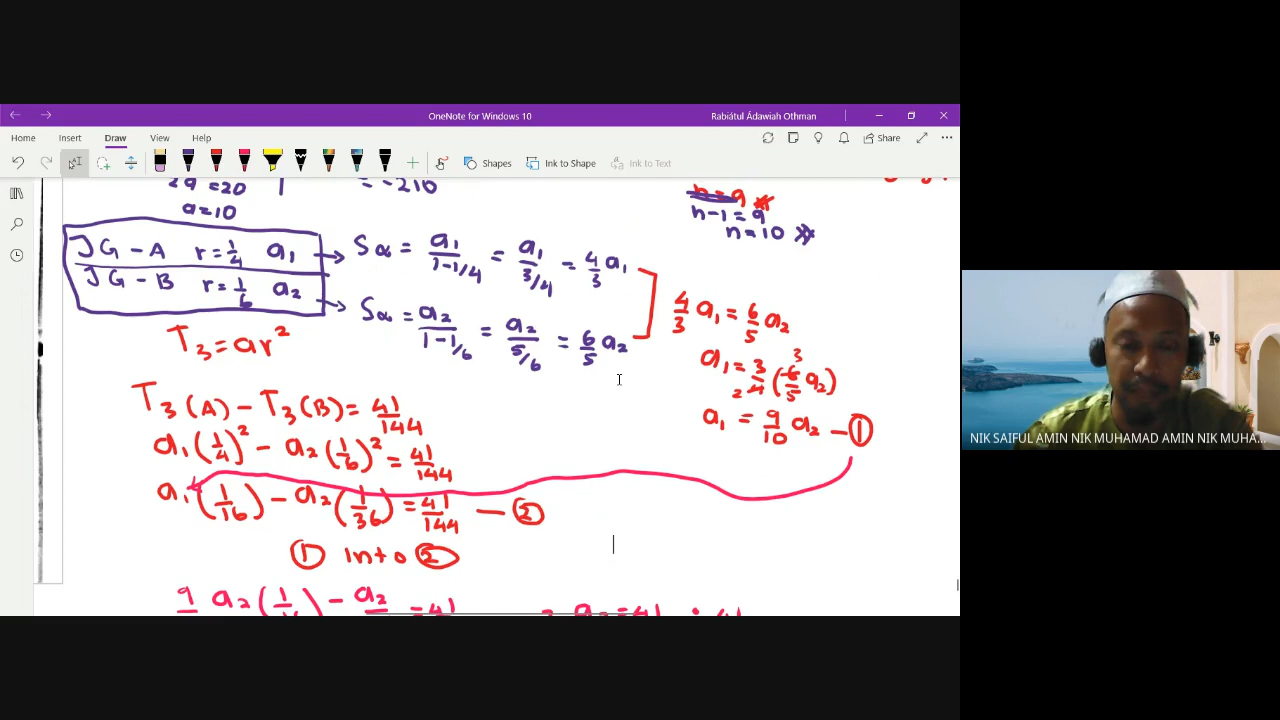 OneNote for Windows 10
Rabiátul Ádawiah Othman
Home Insert Draw View Help
Share
Shapes Ink to Shape Ink to Text
2a = 20
= -210
a = 10
n = 9
n - 1 = 9
n = 10
JG - A r = 1/4 a₁ → S∝ = a₁/(1 - 1/4) = a₁/(3/4) = 4/3 a₁
JG - B r = 1/6 a₂ → S∝ = a₂/(1 - 1/6) = a₂/(5/6) = 6/5 a₂
4/3 a₁ = 6/5 a₂
a₁ = 3/4 (6/5 a₂) 2 3
a₁ = 9/10 a₂ — ①
T₃ = ar²
T₃(A) - T₃(B) = 41/144
a₁(1/4)² - a₂(1/6)² = 41/144
a₁(1/16) - a₂(1/36) = 41/144 — ②
① into ②
NIK SAIFUL AMIN NIK MUHAMAD AMIN NIK MUHA...